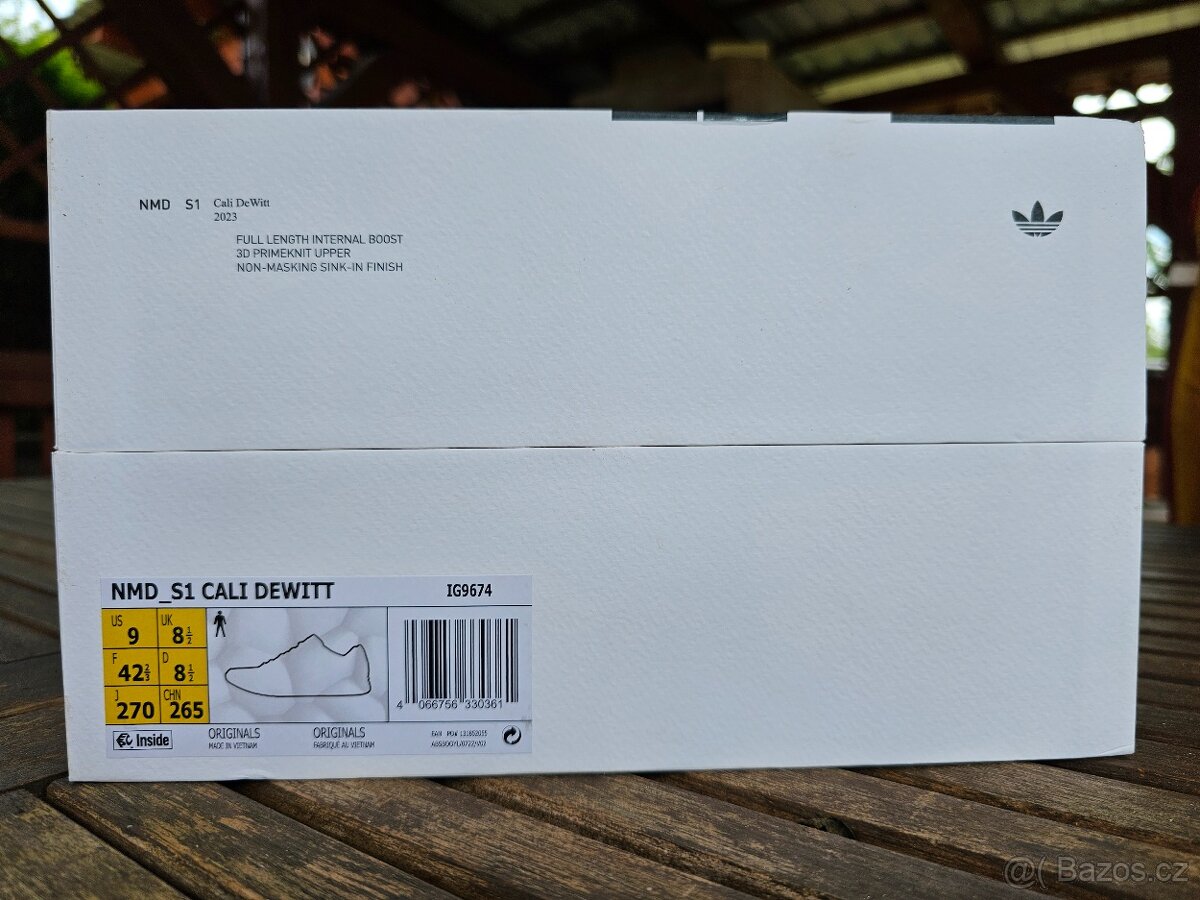 NMD S1 Cali DeWitt
2023
FULL LENGTH INTERNAL BOOST
3D PRIMEKNIT UPPER
NON-MASKING SINK-IN FINISH
NMD_S1 CALI DEWITT IG9674
US 9 UK 8½
F 42⅔ D 8½
J 270 CHN 265
4 066756 330361
Inside
ORIGINALS
MADE IN VIETNAM
ORIGINALS
FABRIQUÉ AU VIETNAM
EAN
@( Bazos.cz